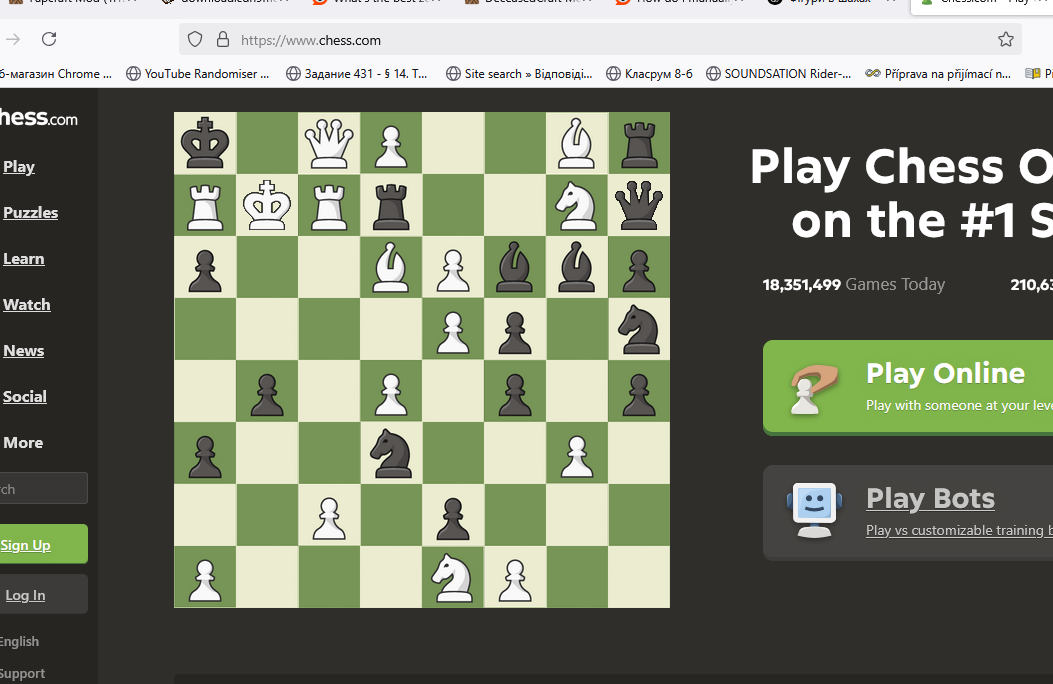 https://www.chess.com
б-магазин Chrome ...
YouTube Randomiser ...
Задание 431 - § 14. Т...
Site search » Відповіді...
Класрум 8-б
SOUNDSATION Rider-...
Příprava na přijímací n...
hess.com
Play
Puzzles
Learn
Watch
News
Social
More
rch
Sign Up
Log In
English
Support
Play Chess O
on the #1 S
18,351,499 Games Today
210,63
Play Online
Play with someone at your leve
Play Bots
Play vs customizable training b